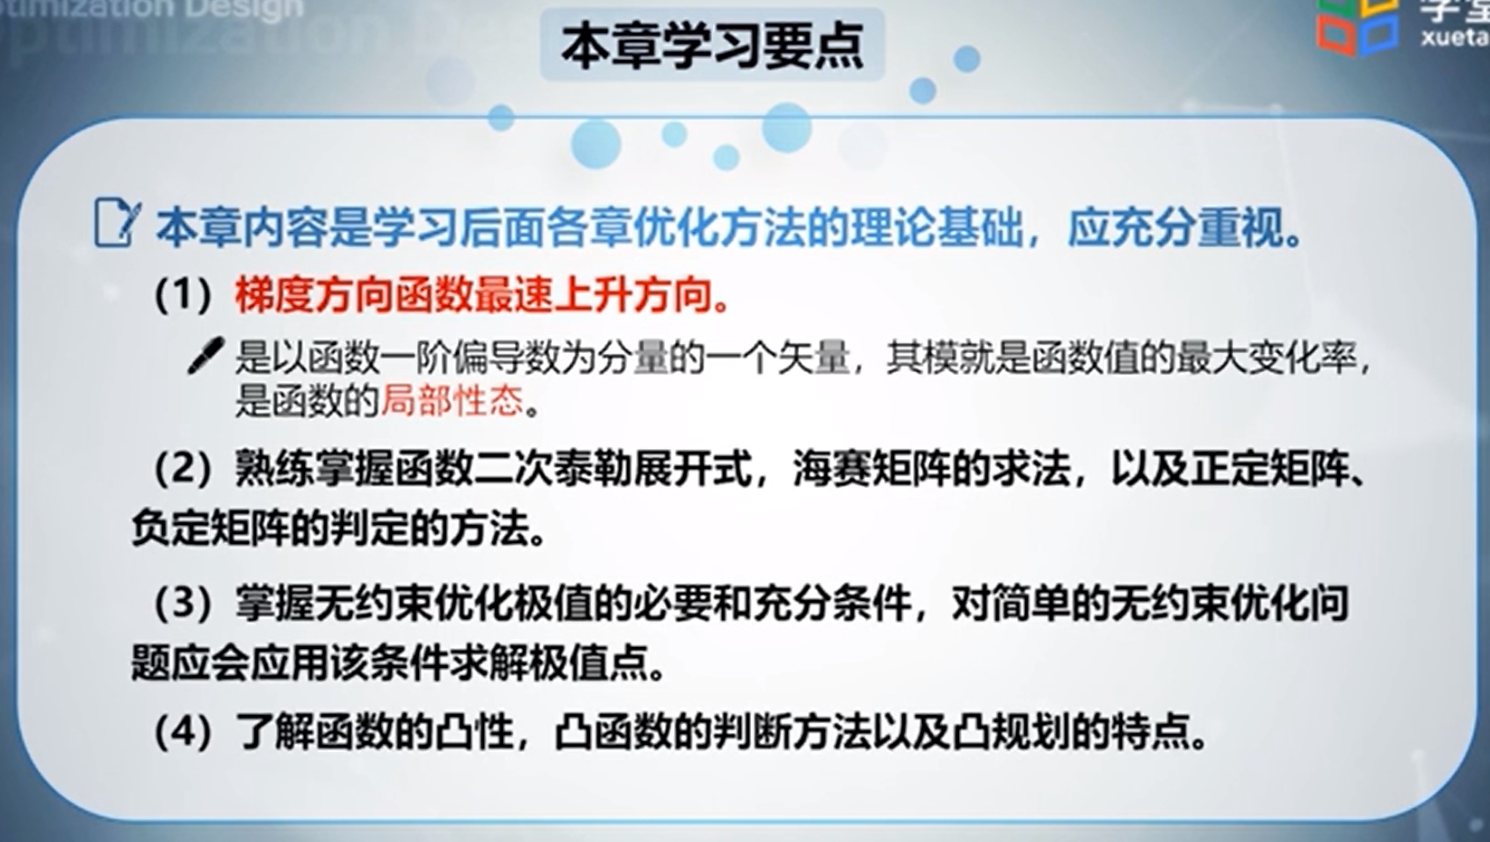 timization Design
ptimization De
本章学习要点
学堂
xueta
本章内容是学习后面各章优化方法的理论基础，应充分重视。
（1）梯度方向函数最速上升方向。
是以函数一阶偏导数为分量的一个矢量，其模就是函数值的最大变化率，
是函数的局部性态。
（2）熟练掌握函数二次泰勒展开式，海赛矩阵的求法，以及正定矩阵、
负定矩阵的判定的方法。
（3）掌握无约束优化极值的必要和充分条件，对简单的无约束优化问
题应会应用该条件求解极值点。
（4）了解函数的凸性，凸函数的判断方法以及凸规划的特点。